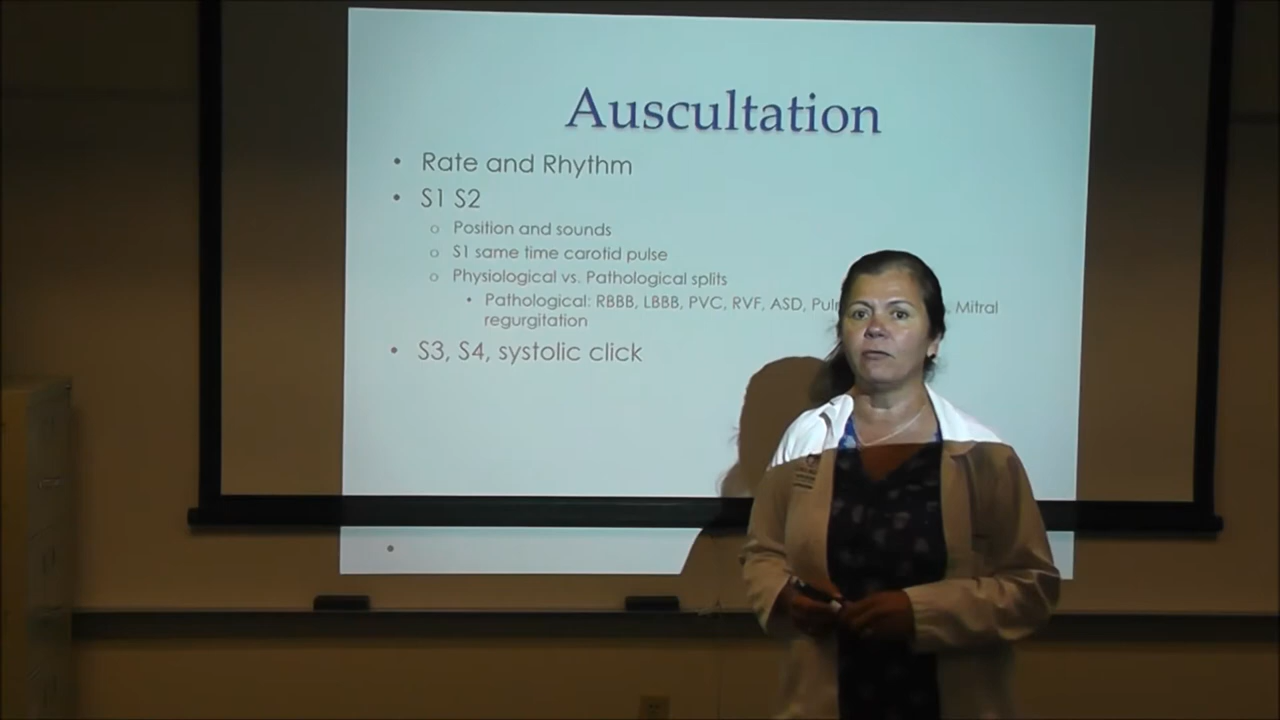 Auscultation
• Rate and Rhythm
• S1 S2
o Position and sounds
o S1 same time carotid pulse
o Physiological vs. Pathological splits
• Pathological: RBBB, LBBB, PVC, RVF, ASD, Mitral
regurgitation
• S3, S4, systolic click